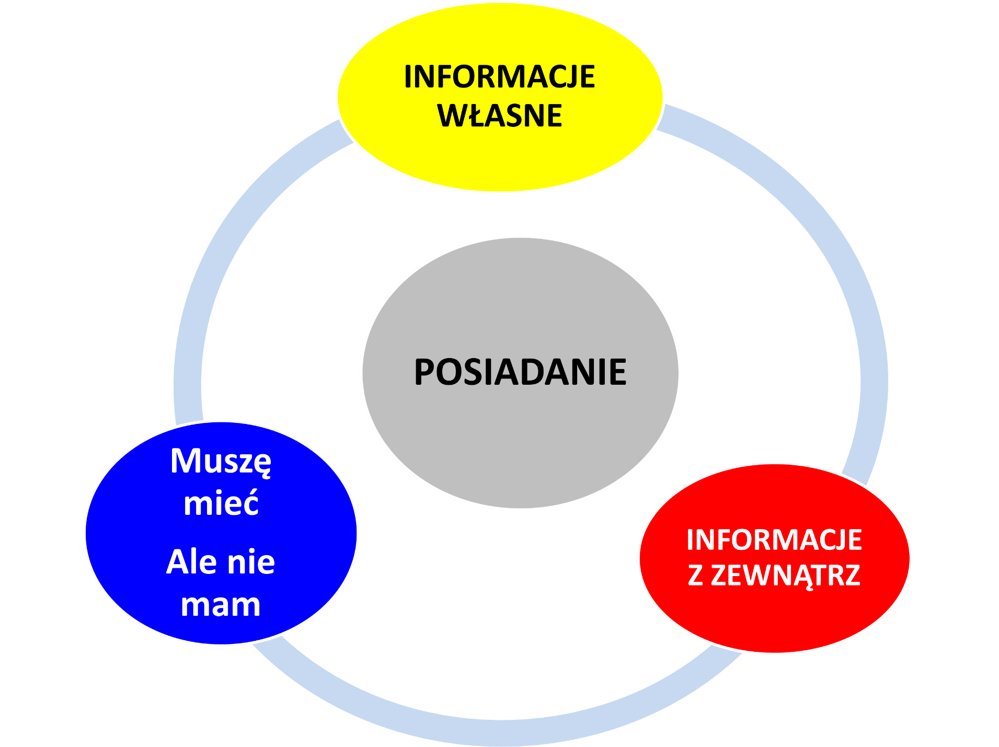 INFORMACJE
WŁASNE
POSIADANIE
Muszę
mieć
Ale nie
mam
INFORMACJE
Z ZEWNĄTRZ